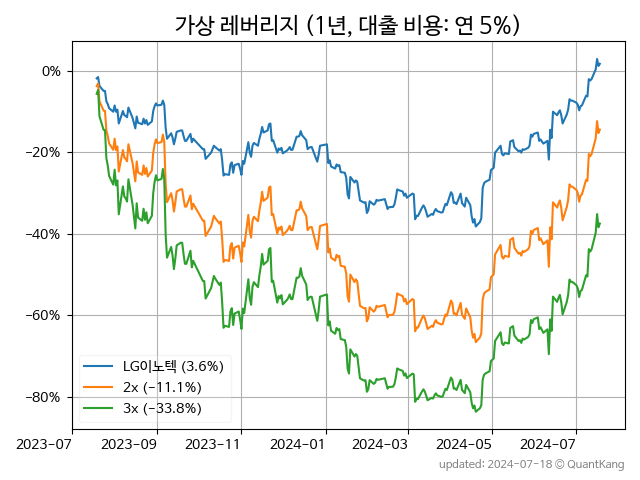 가상 레버리지 (1년, 대출 비용: 연 5%)
0%
−20%
−40%
−60%
−80%
LG이노텍 (3.6%)
2x (−11.1%)
3x (−33.8%)
2023-07 2023-09 2023-11 2024-01 2024-03 2024-05 2024-07
updated: 2024-07-18 © QuantKang